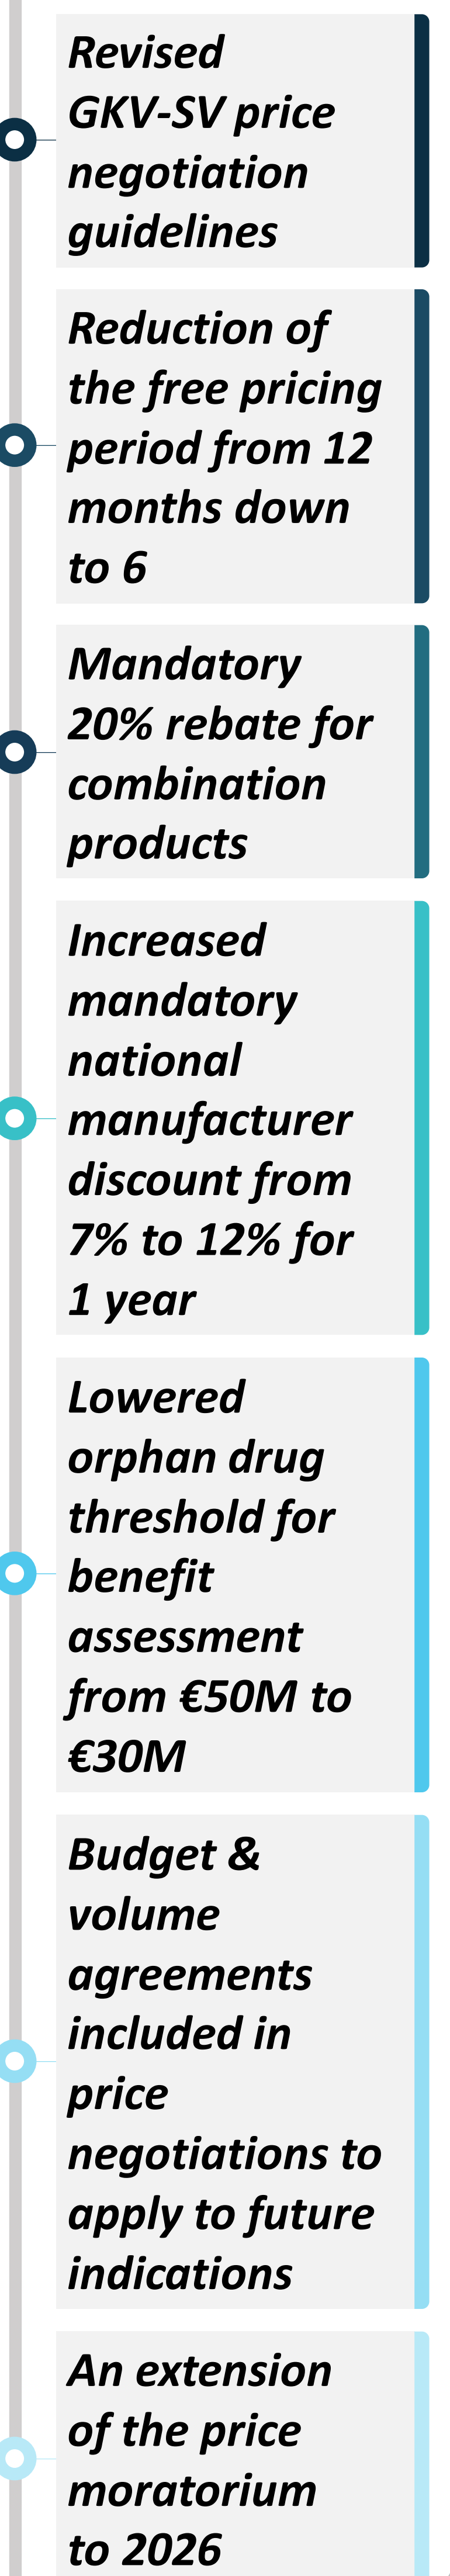 Revised
GKV-SV price
negotiation
guidelines
Reduction of
the free pricing
period from 12
months down
to 6
Mandatory
20% rebate for
combination
products
Increased
mandatory
national
manufacturer
discount from
7% to 12% for
1 year
Lowered
orphan drug
threshold for
benefit
assessment
from €50M to
€30M
Budget &
volume
agreements
included in
price
negotiations to
apply to future
indications
An extension
of the price
moratorium
to 2026